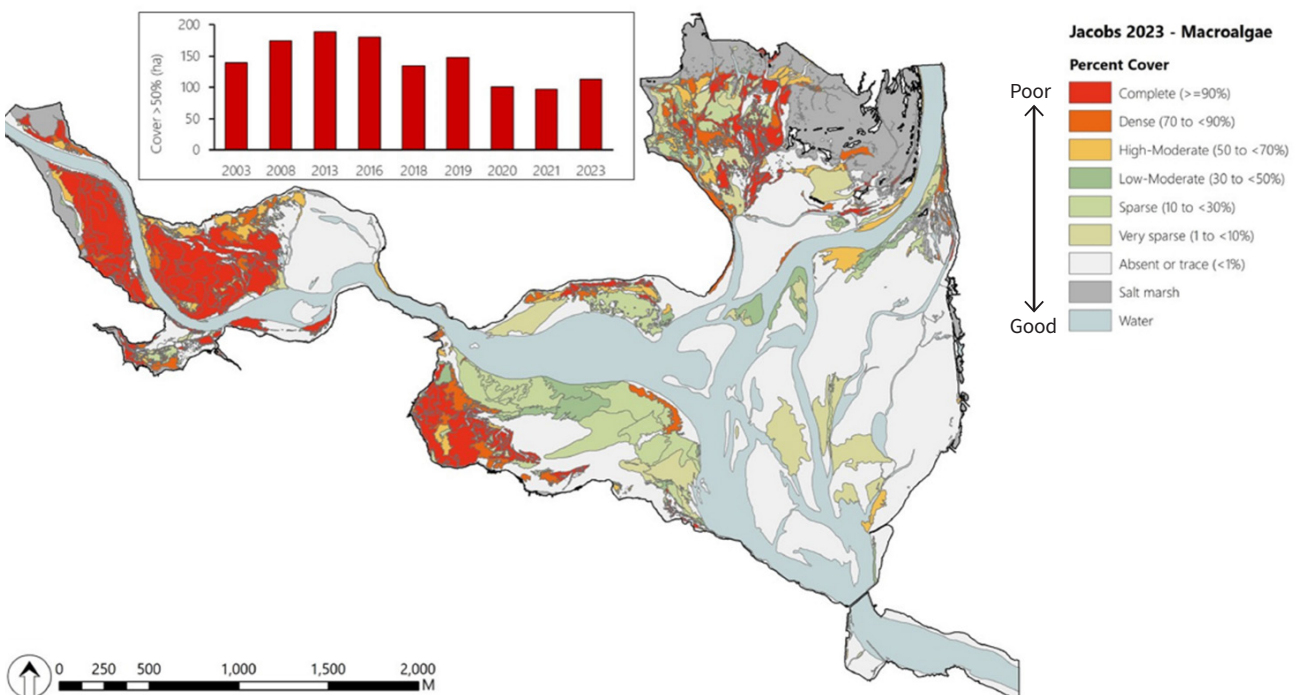 200
150
100
50
0
Cover >50% (ha)
2003 2008 2013 2016 2018 2019 2020 2021 2023
Jacobs 2023 - Macroalgae
Percent Cover
Poor
Good
Complete (>=90%)
Dense (70 to <90%)
High-Moderate (50 to <70%)
Low-Moderate (30 to <50%)
Sparse (10 to <30%)
Very sparse (1 to <10%)
Absent or trace (<1%)
Salt marsh
Water
0 250 500 1,000 1,500 2,000
M